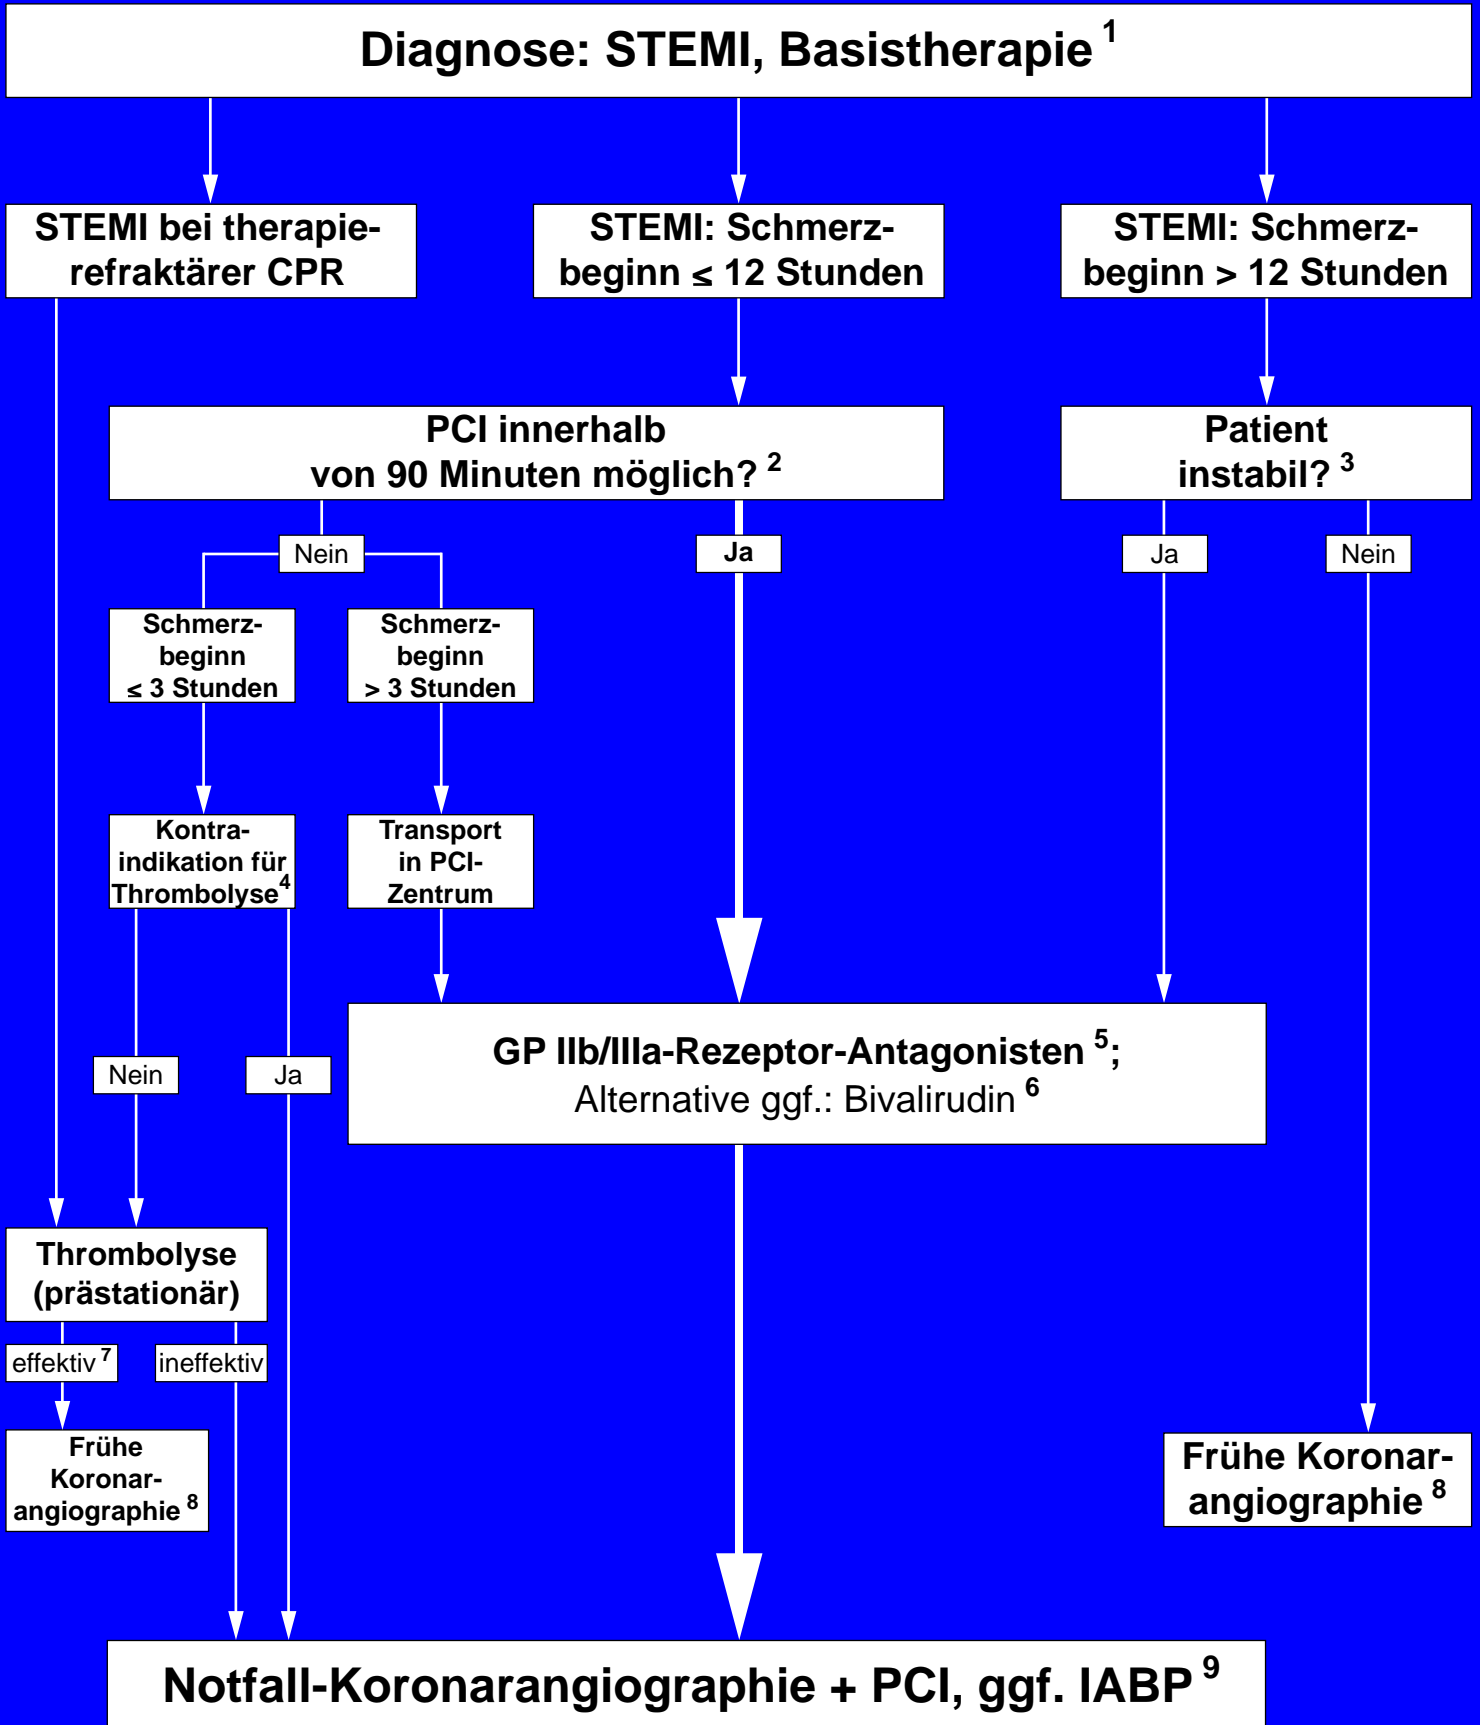 Diagnose: STEMI, Basistherapie 1
STEMI bei therapie-
refraktärer CPR
STEMI: Schmerz-
beginn ≤ 12 Stunden
STEMI: Schmerz-
beginn > 12 Stunden
PCI innerhalb
von 90 Minuten möglich? 2
Patient
instabil? 3
Nein
Ja
Ja
Nein
Schmerz-
beginn
≤ 3 Stunden
Schmerz-
beginn
> 3 Stunden
Kontra-
indikation für
Thrombolyse4
Transport
in PCI-
Zentrum
GP IIb/IIIa-Rezeptor-Antagonisten 5;
Alternative ggf.: Bivalirudin 6
Nein
Ja
Thrombolyse
(prästationär)
effektiv 7
ineffektiv
Frühe
Koronar-
angiographie 8
Frühe Koronar-
angiographie 8
Notfall-Koronarangiographie + PCI, ggf. IABP 9